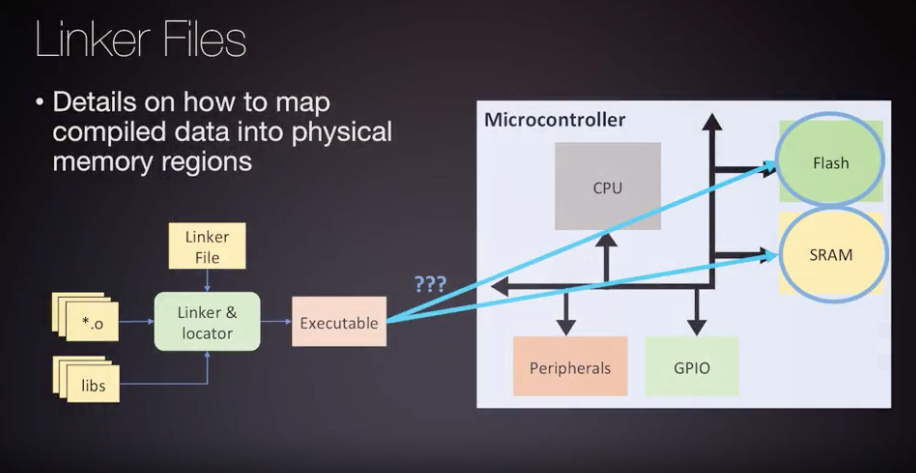 Linker Files
• Details on how to map
compiled data into physical
memory regions
Microcontroller
CPU
Flash
SRAM
Linker
File
???
*.o
Linker &
locator
Executable
libs
Peripherals
GPIO